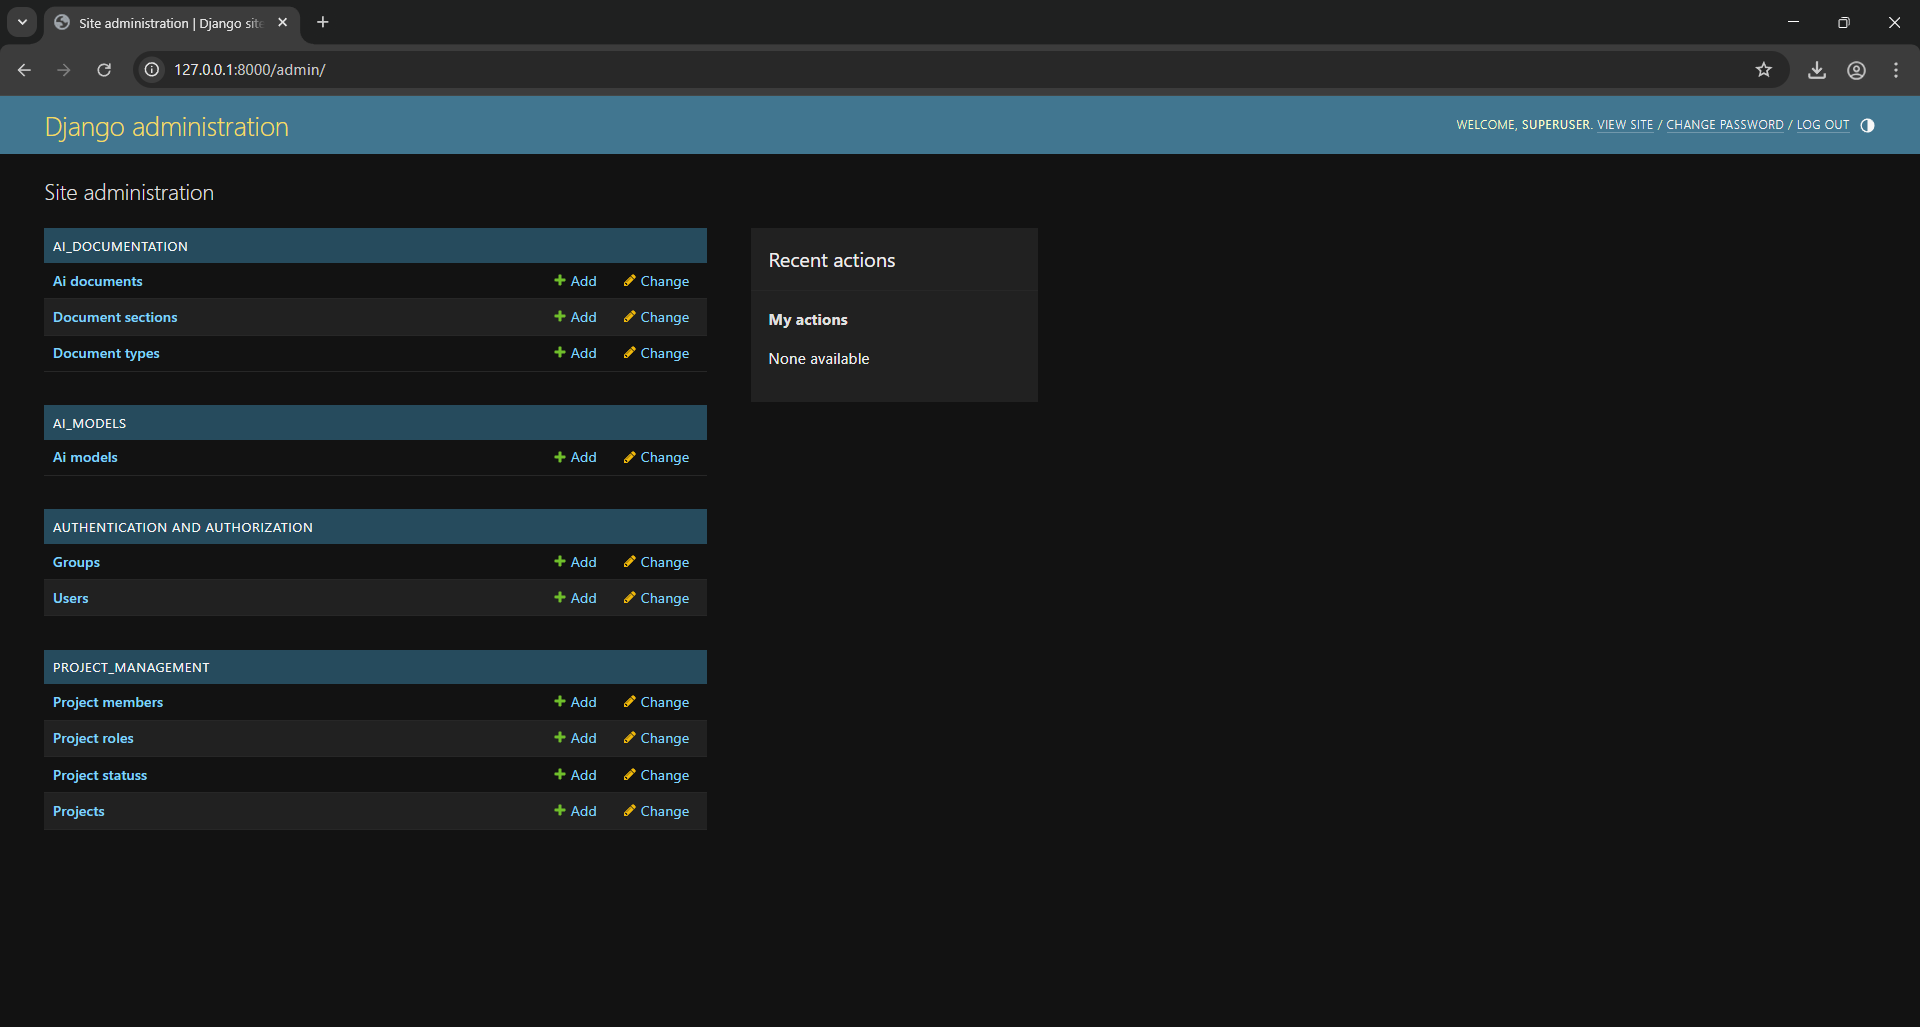 Site administration | Django site
127.0.0.1:8000/admin/
Django administration
WELCOME, SUPERUSER. VIEW SITE / CHANGE PASSWORD / LOG OUT
Site administration
AI_DOCUMENTATION
Ai documents Add Change
Document sections Add Change
Document types Add Change
AI_MODELS
Ai models Add Change
AUTHENTICATION AND AUTHORIZATION
Groups Add Change
Users Add Change
PROJECT_MANAGEMENT
Project members Add Change
Project roles Add Change
Project statuss Add Change
Projects Add Change
Recent actions
My actions
None available